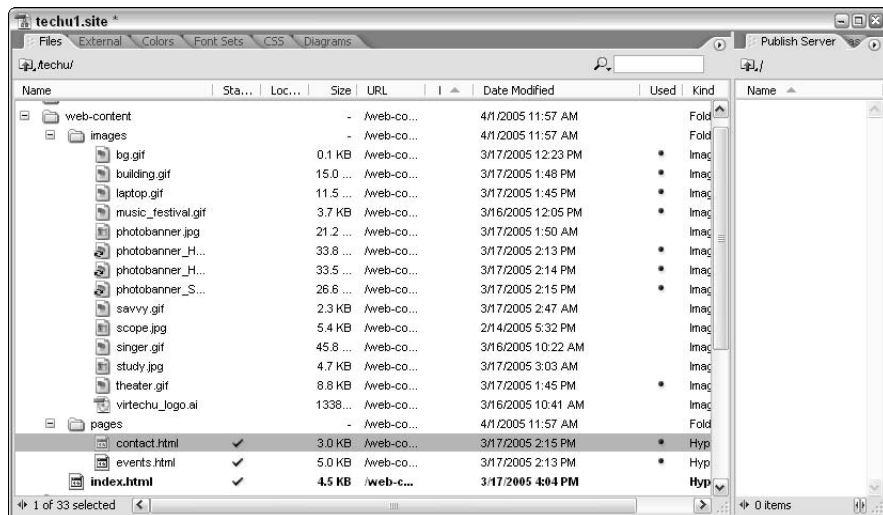 techu1.site *
Files External Colors Font Sets CSS Diagrams
Publish Server
/techu/
/
Name Sta... Loc... Size URL I Date Modified Used Kind
Name
web-content - /web-co... 4/1/2005 11:57 AM Fold
images - /web-co... 4/1/2005 11:57 AM Fold
bg.gif 0.1 KB /web-co... 3/17/2005 12:23 PM • Imag
building.gif 15.0 ... /web-co... 3/17/2005 1:48 PM • Imag
laptop.gif 11.5 ... /web-co... 3/17/2005 1:45 PM • Imag
music_festival.gif 3.7 KB /web-co... 3/16/2005 12:05 PM • Imag
photobanner.jpg 21.2 ... /web-co... 3/17/2005 1:50 AM Imag
photobanner_H... 33.8 ... /web-co... 3/17/2005 2:13 PM • Imag
photobanner_H... 33.5 ... /web-co... 3/17/2005 2:14 PM • Imag
photobanner_S... 26.6 ... /web-co... 3/17/2005 2:15 PM • Imag
savvy.gif 2.3 KB /web-co... 3/17/2005 2:47 AM Imag
scope.jpg 5.4 KB /web-co... 2/14/2005 5:32 PM Imag
singer.gif 45.8 ... /web-co... 3/16/2005 10:22 AM Imag
study.jpg 4.7 KB /web-co... 3/17/2005 3:03 AM Imag
theater.gif 8.8 KB /web-co... 3/17/2005 1:45 PM • Imag
virtechu_logo.ai 1338... /web-co... 3/16/2005 10:41 AM Imag
pages - /web-co... 4/1/2005 11:57 AM Fold
contact.html ✓ 3.0 KB /web-co... 3/17/2005 2:15 PM • Hyp
events.html ✓ 5.0 KB /web-co... 3/17/2005 2:13 PM • Hyp
index.html ✓ 4.5 KB /web-c... 3/17/2005 4:04 PM Hyp
1 of 33 selected
0 items